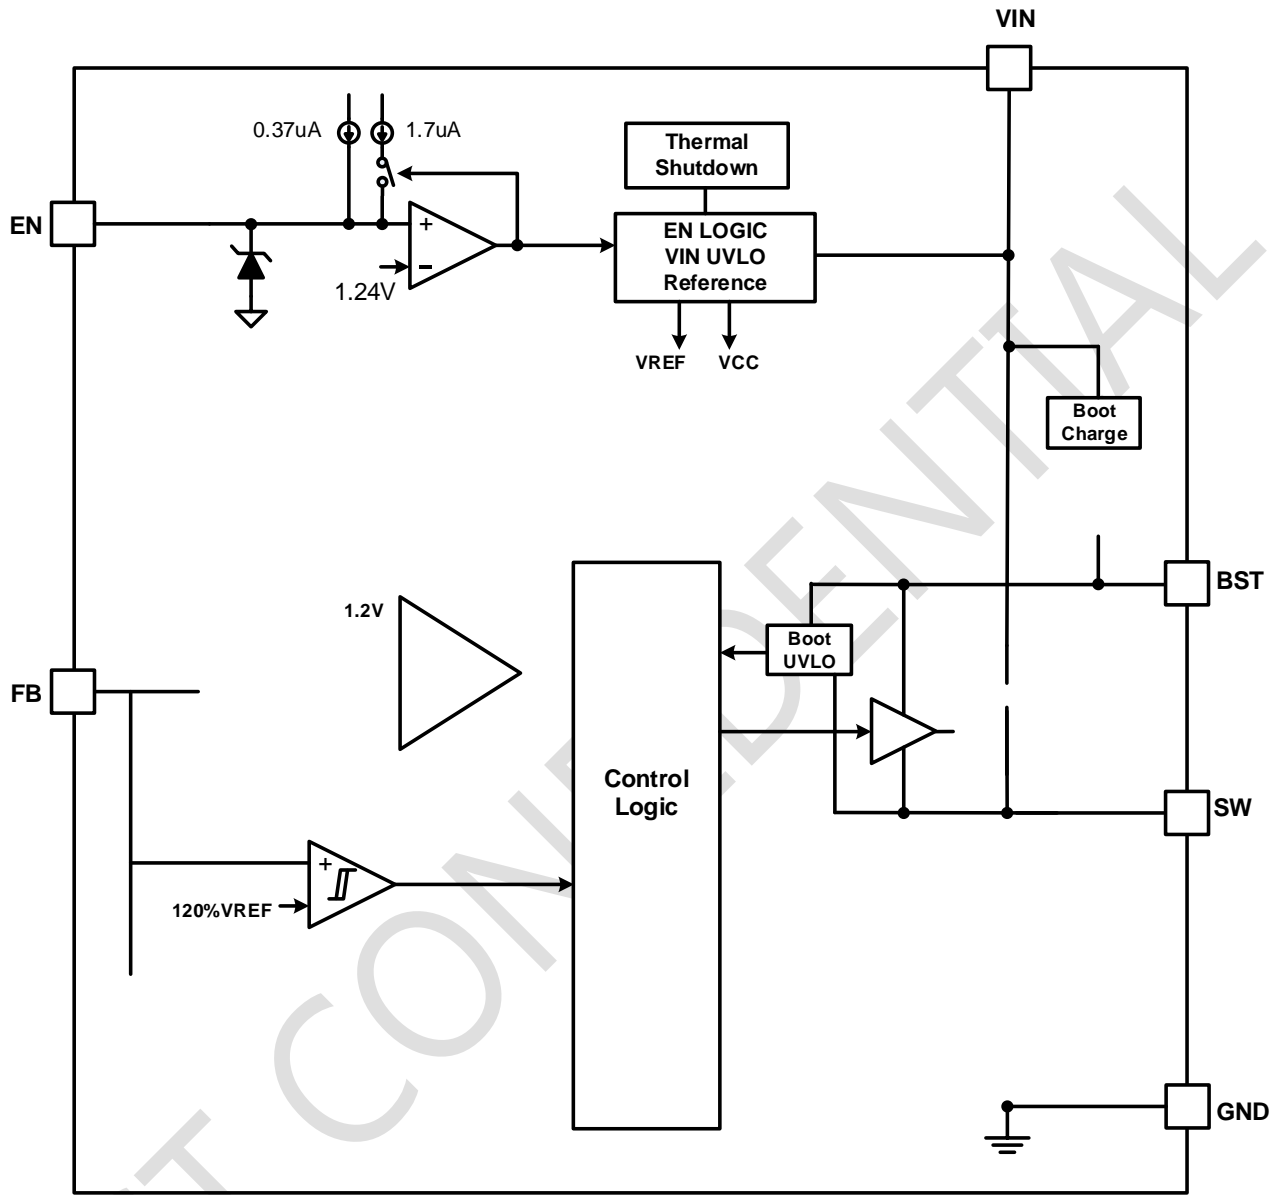 VIN
0.37uA
1.7uA
Thermal
Shutdown
EN
+
EN LOGIC
VIN UVLO
Reference
−
1.24V
VREF
VCC
Boot
Charge
BST
1.2V
Boot
UVLO
FB
Control
Logic
SW
+
120%VREF
GND
T CONFIDENTIAL